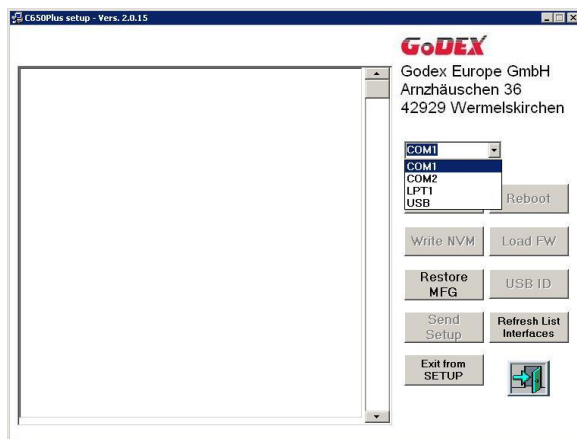 C650Plus setup - Vers. 2.0.15
GODEX
Godex Europe GmbH
Arnzhäuschen 36
42929 Wermelskirchen
COM1
COM1
COM2
LPT1
USB
Reboot
Write NVM
Load FW
Restore
MFG
USB ID
Send
Setup
Refresh List
Interfaces
Exit from
SETUP